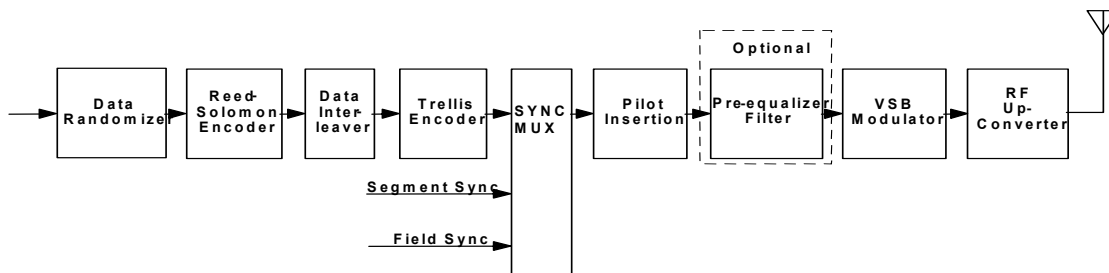 Optional
Data
Randomizer
Reed-
Solomon
Encoder
Data
Inter-
leaver
Trellis
Encoder
SYNC
MUX
Pilot
Insertion
Pre-equalizer
Filter
VSB
Modulator
RF
Up-
Converter
Segment Sync
Field Sync